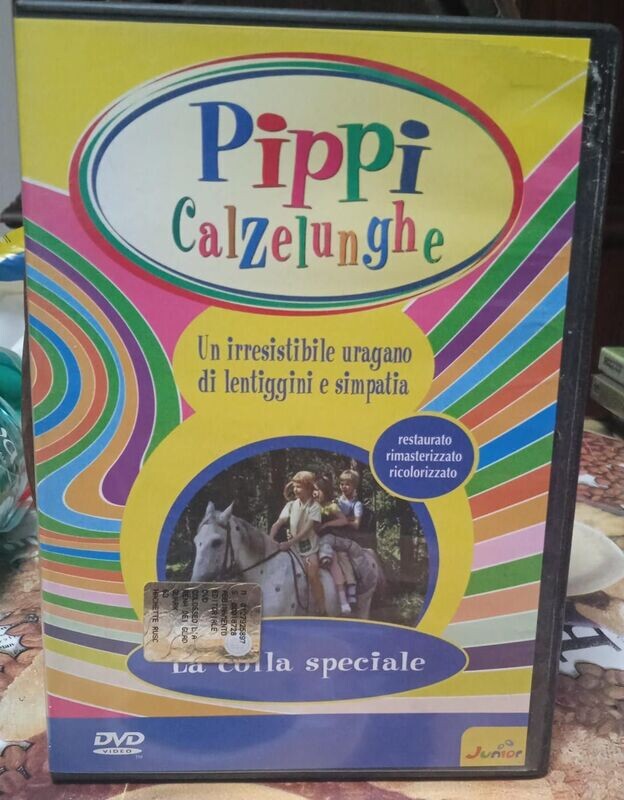 Pippi
Calzelunghe
Un irresistibile uragano
di lentiggini e simpatia
restaurato
rimasterizzato
ricolorizzato
La colla speciale
DVD
VIDEO
Junior